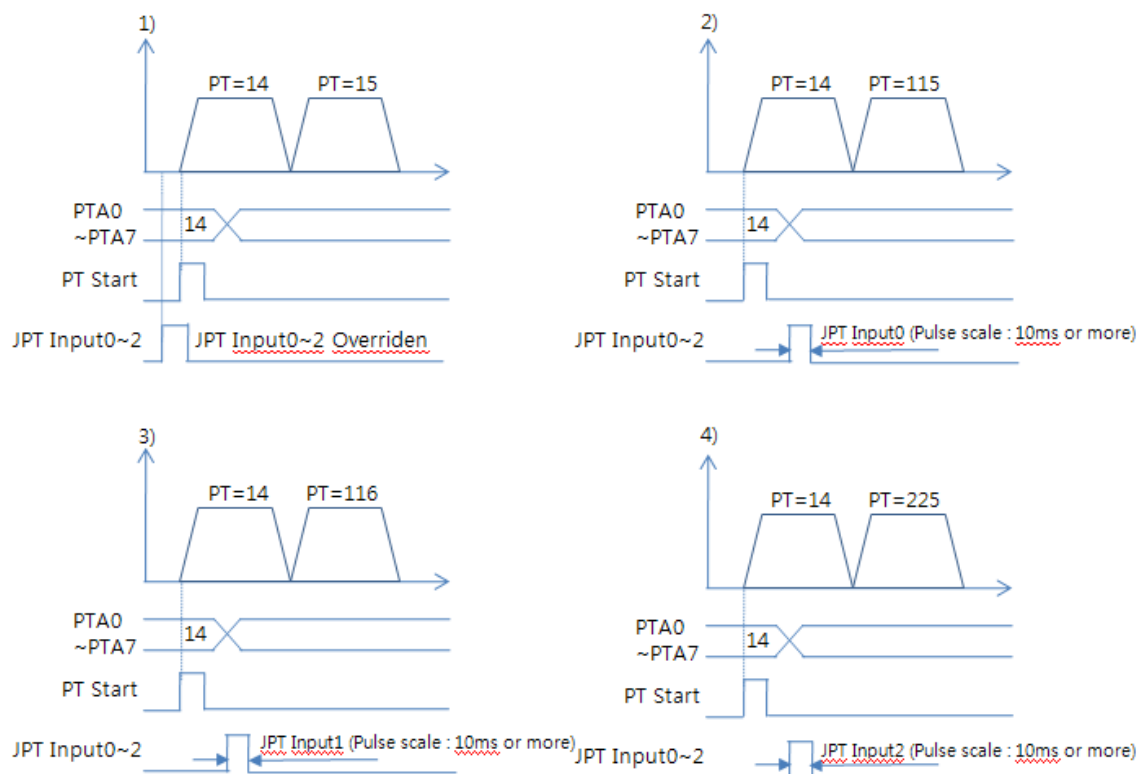 1)
PT=14
PT=15
PTA0
~PTA7
14
PT Start
JPT Input0~2
JPT Input0~2 Overriden
2)
PT=14
PT=115
PTA0
~PTA7
14
PT Start
JPT Input0~2
JPT Input0 (Pulse scale : 10ms or more)
3)
PT=14
PT=116
PTA0
~PTA7
14
PT Start
JPT Input0~2
JPT Input1 (Pulse scale : 10ms or more)
4)
PT=14
PT=225
PTA0
~PTA7
14
PT Start
JPT Input0~2
JPT Input2 (Pulse scale : 10ms or more)